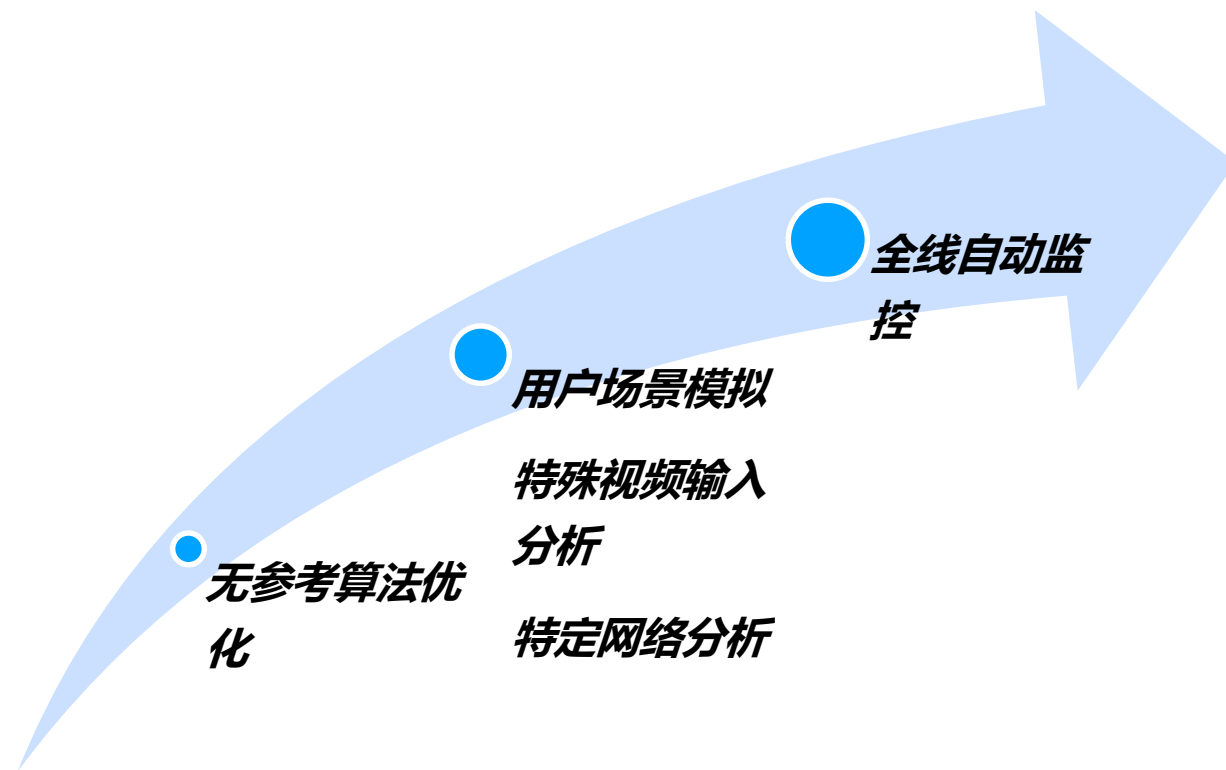 无参考算法优
化
用户场景模拟
特殊视频输入
分析
特定网络分析
全线自动监
控